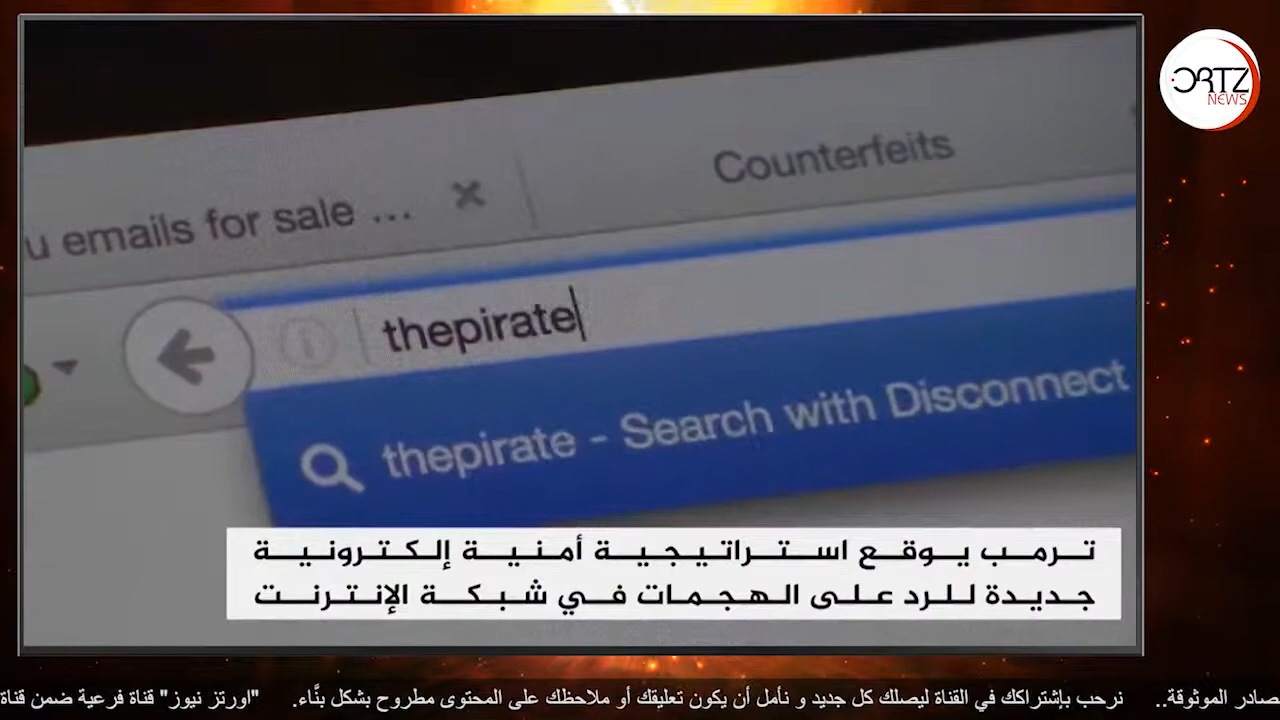 ORTZ
NEWS
u emails for sale ...
Counterfeits
thepirate
thepirate - Search with Disconnect
ترمب يوقع استراتيجية أمنية إلكترونية
جديدة للرد على الهجمات في شبكة الإنترنت
صادر الموثوقة.. نرحب بإشتراكك في القناة ليصلك كل جديد و نأمل أن يكون تعليقك أو ملاحظك على المحتوى مطروح بشكل بنَّاء. "اورتز نيوز" قناة فرعية ضمن قناة